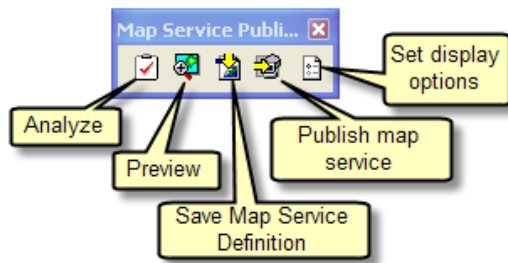 Map Service Publi...
Set display
options
Analyze
Publish map
service
Preview
Save Map Service
Definition